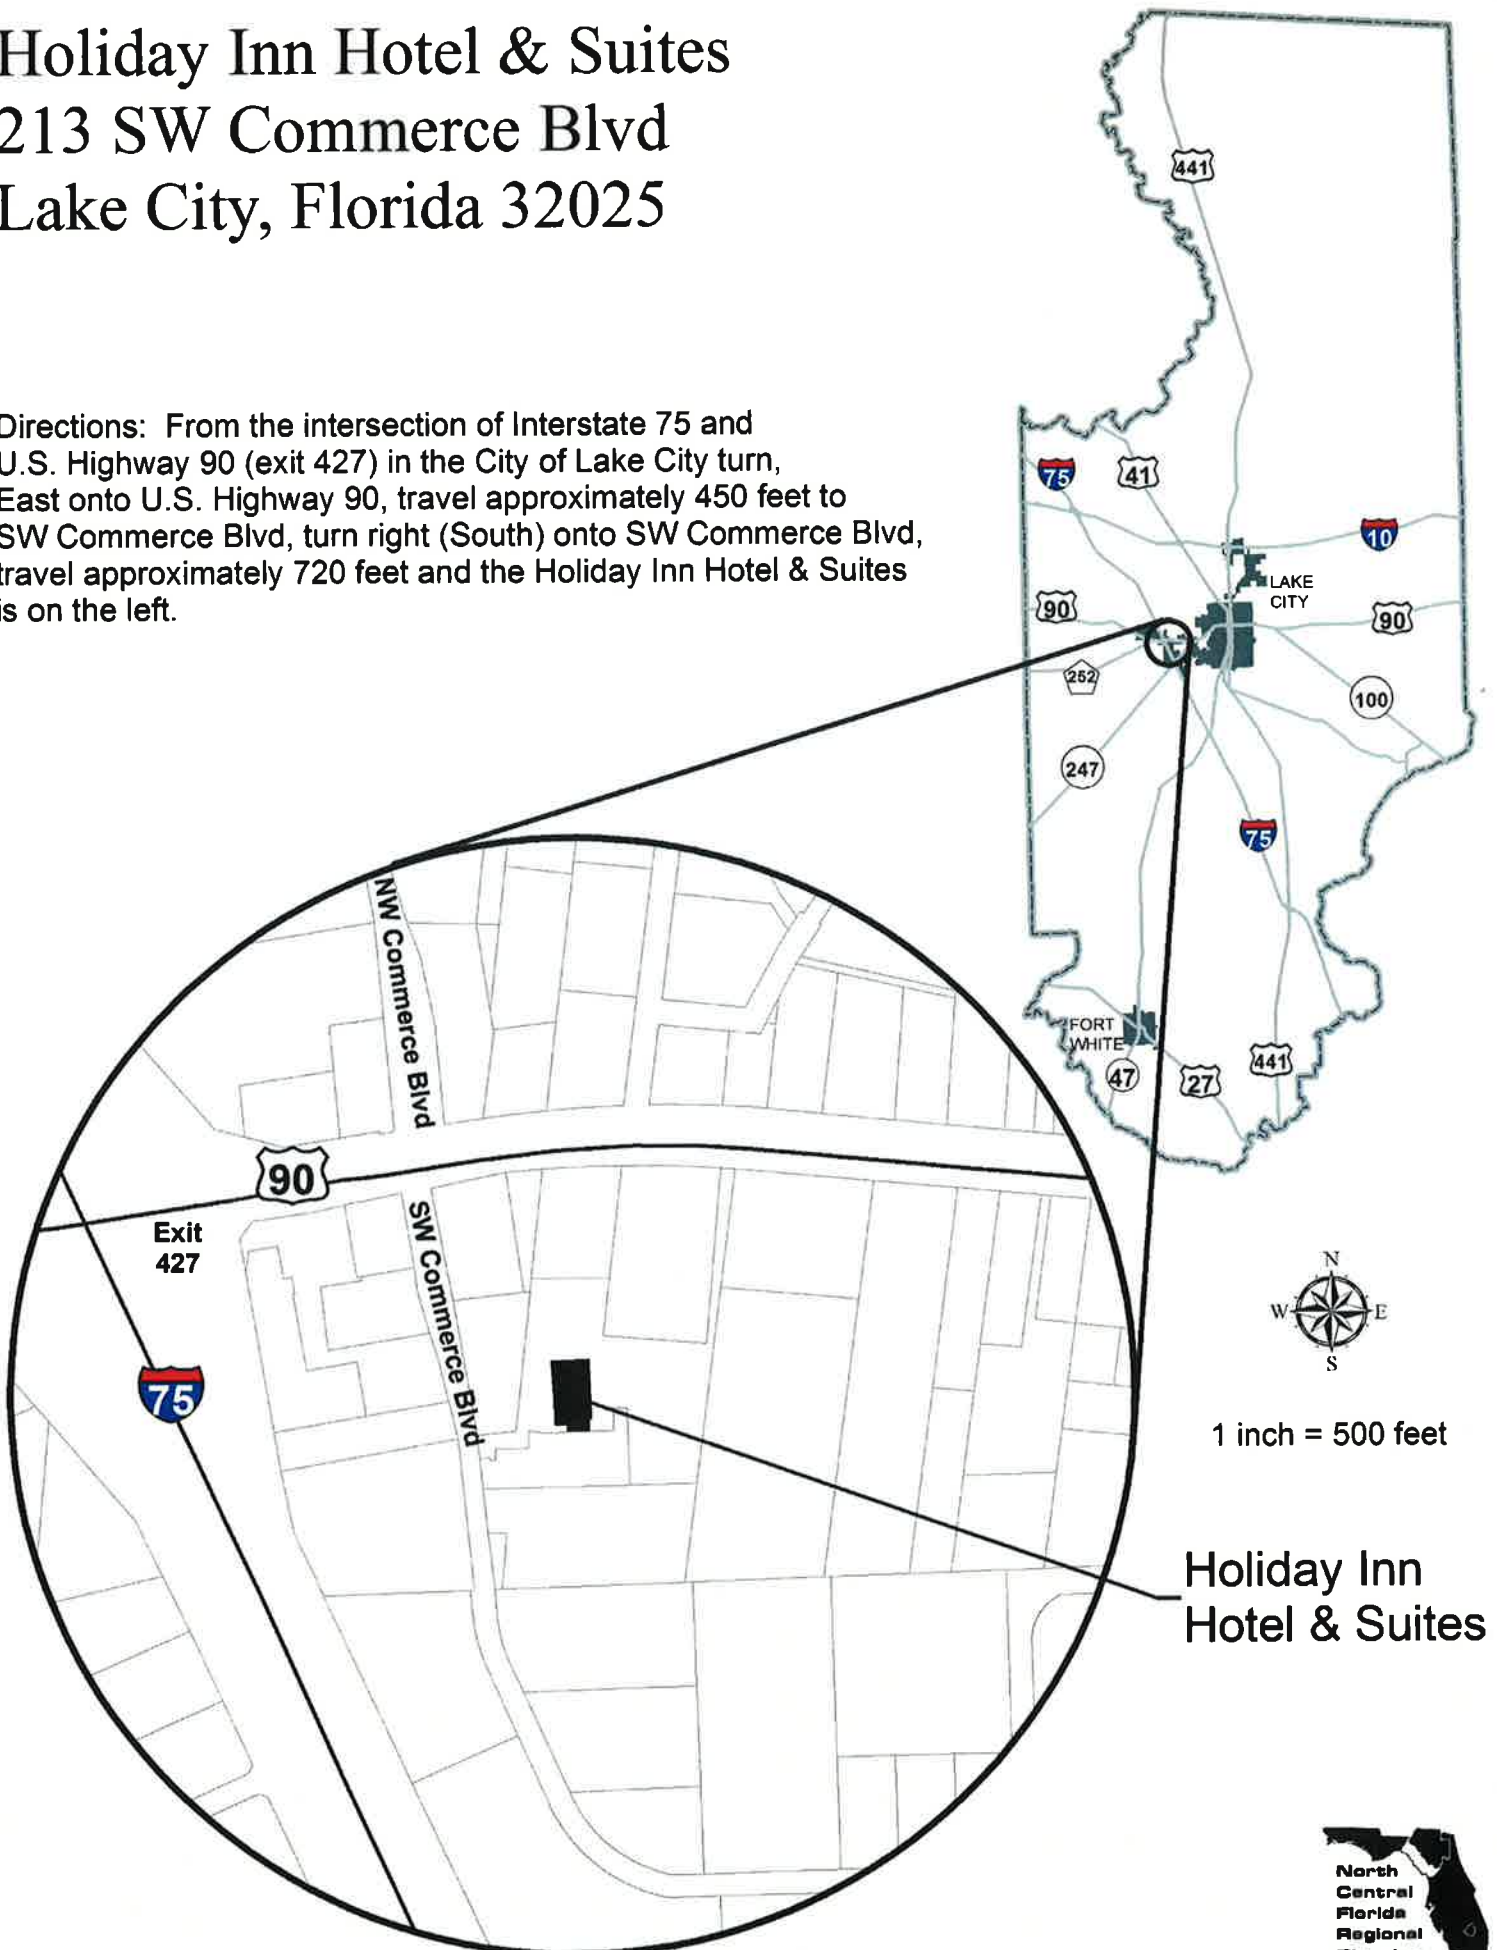 Holiday Inn Hotel & Suites
213 SW Commerce Blvd
Lake City, Florida 32025
Directions: From the intersection of Interstate 75 and
U.S. Highway 90 (exit 427) in the City of Lake City turn,
East onto U.S. Highway 90, travel approximately 450 feet to
SW Commerce Blvd, turn right (South) onto SW Commerce Blvd,
travel approximately 720 feet and the Holiday Inn Hotel & Suites
is on the left.
441
75
41
10
LAKE
CITY
90
90
252
100
247
75
FORT
WHITE
47
27
441
NW Commerce Blvd
90
Exit
427
SW Commerce Blvd
75
N
W
E
S
1 inch = 500 feet
Holiday Inn
Hotel & Suites
North
Central
Florida
Regional